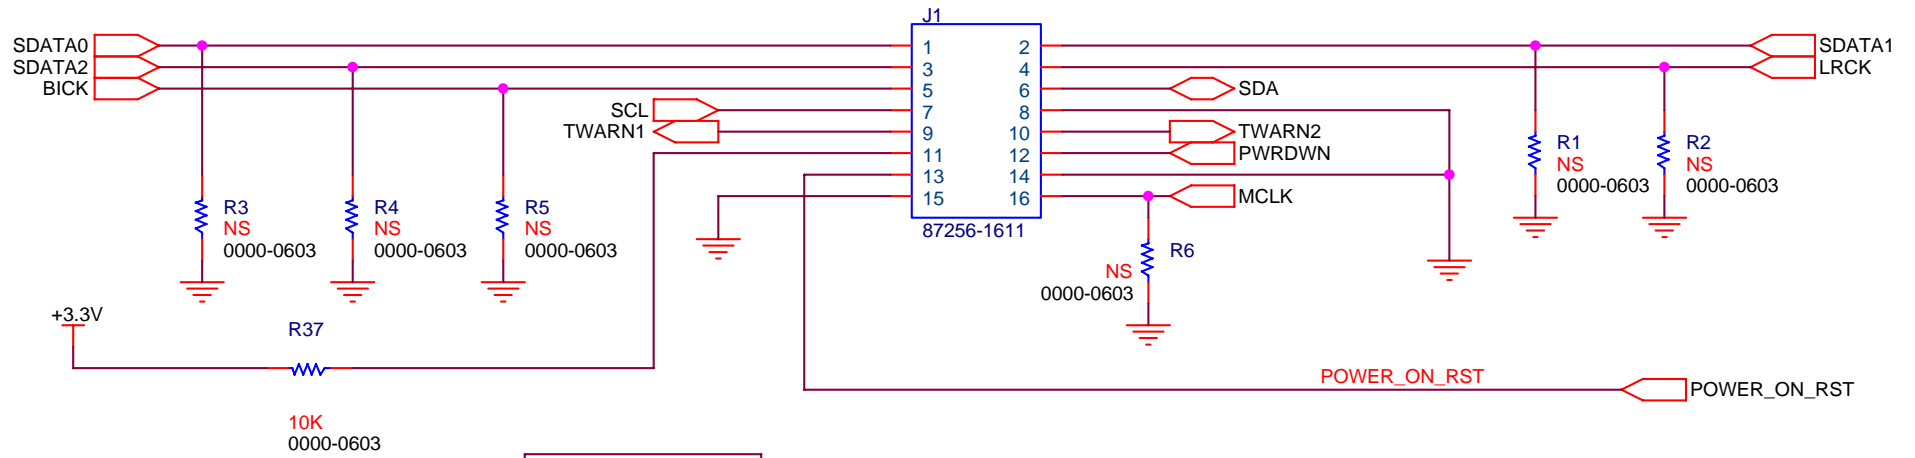 J1
SDATA0
SDATA2
BICK
SCL
TWARN1
1
3
5
7
9
11
13
15
2
4
6
8
10
12
14
16
87256-1611
SDATA1
LRCK
SDA
TWARN2
PWRDWN
MCLK
R1
NS
0000-0603
R2
NS
0000-0603
R3
NS
0000-0603
R4
NS
0000-0603
R5
NS
0000-0603
R6
NS
0000-0603
+3.3V
R37
10K
0000-0603
POWER_ON_RST
POWER_ON_RST